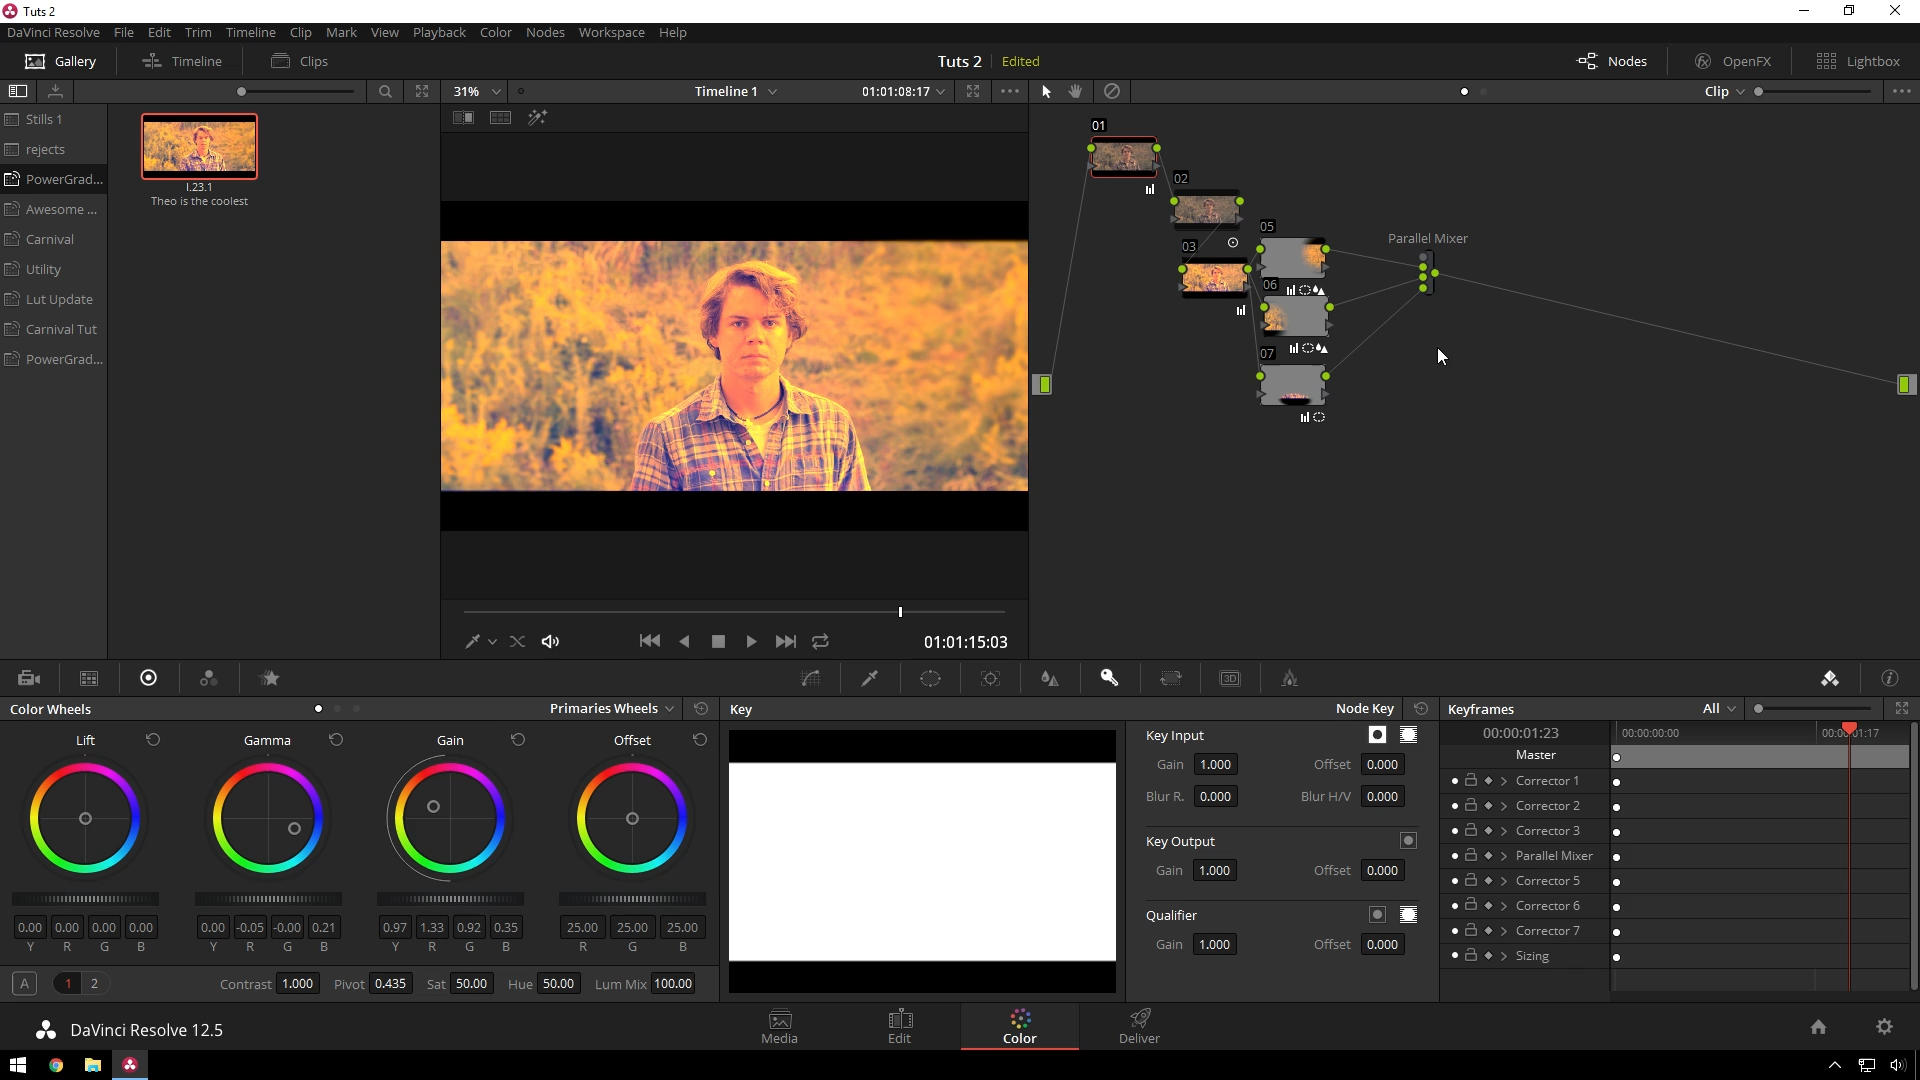 Tuts 2
DaVinci Resolve File Edit Trim Timeline Clip Mark View Playback Color Nodes Workspace Help
Gallery Timeline Clips Tuts 2 Edited Nodes OpenFX Lightbox
31% Timeline 1 01:01:08:17 Clip
Stills 1
rejects
PowerGrad...
Awesome ...
Carnival
Utility
Lut Update
Carnival Tut
PowerGrad...
1.23.1
Theo is the coolest
01
02
03
05
06
07
Parallel Mixer
01:01:15:03
Color Wheels Primaries Wheels
Lift Gamma Gain Offset
0.00 0.00 0.00 0.00 0.00 -0.05 -0.00 0.21 0.97 1.33 0.92 0.35 25.00 25.00 25.00
Y R G B Y R G B Y R G B R G B
A 1 2 Contrast 1.000 Pivot 0.435 Sat 50.00 Hue 50.00 Lum Mix 100.00
3D
Key Node Key
Key Input
Gain 1.000 Offset 0.000
Blur R. 0.000 Blur H/V 0.000
Key Output
Gain 1.000 Offset 0.000
Qualifier
Gain 1.000 Offset 0.000
Keyframes All
00:00:01:23 00:00:00:00 00:00:01:17
Master
Corrector 1
Corrector 2
Corrector 3
Parallel Mixer
Corrector 5
Corrector 6
Corrector 7
Sizing
DaVinci Resolve 12.5
Media Edit Color Deliver